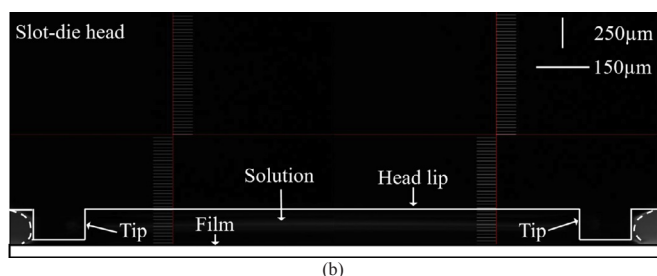 Slot-die head
250μm
150μm
Solution
Head lip
Tip
Film
Tip
(b)